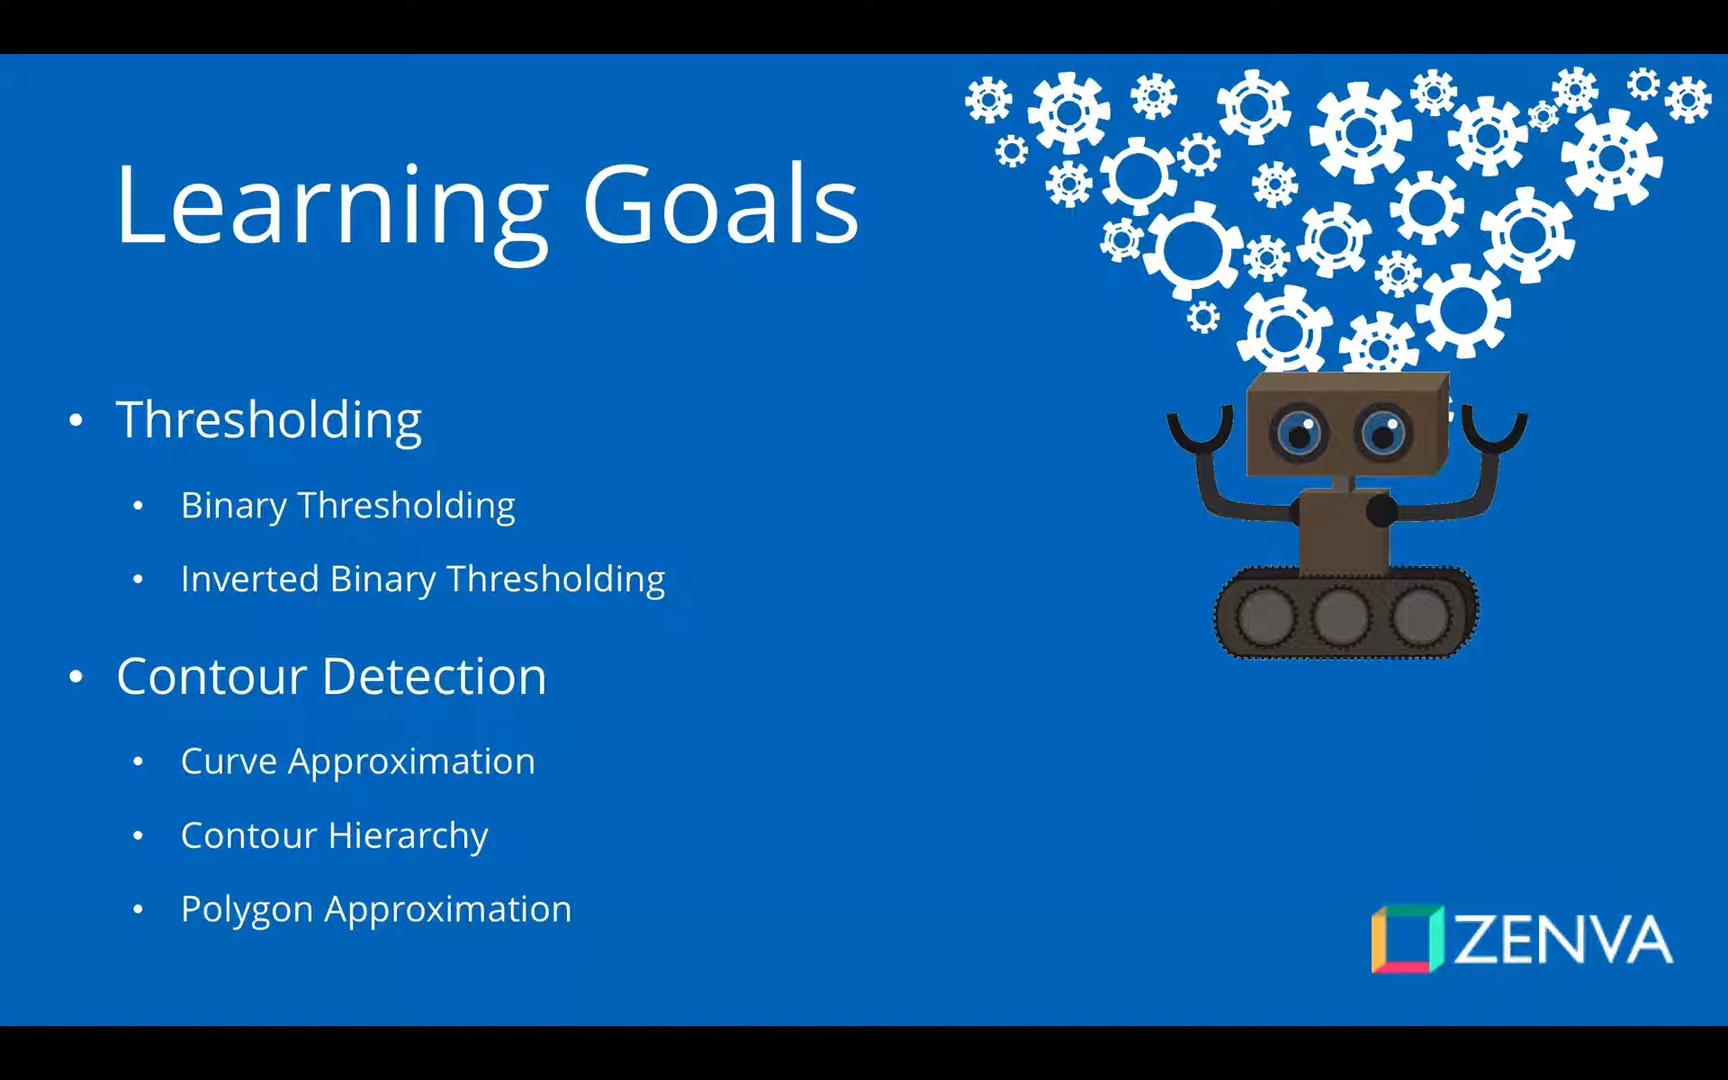 Learning Goals
• Thresholding
• Binary Thresholding
• Inverted Binary Thresholding
• Contour Detection
• Curve Approximation
• Contour Hierarchy
• Polygon Approximation
ZENVA